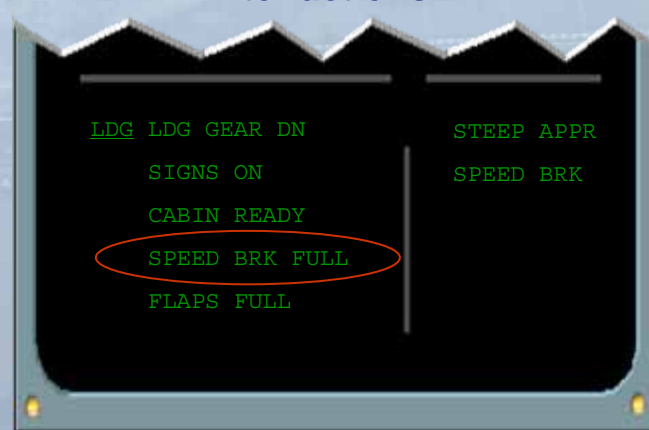 LDG LDG GEAR DN
SIGNS ON
CABIN READY
SPEED BRK FULL
FLAPS FULL
STEEP APPR
SPEED BRK